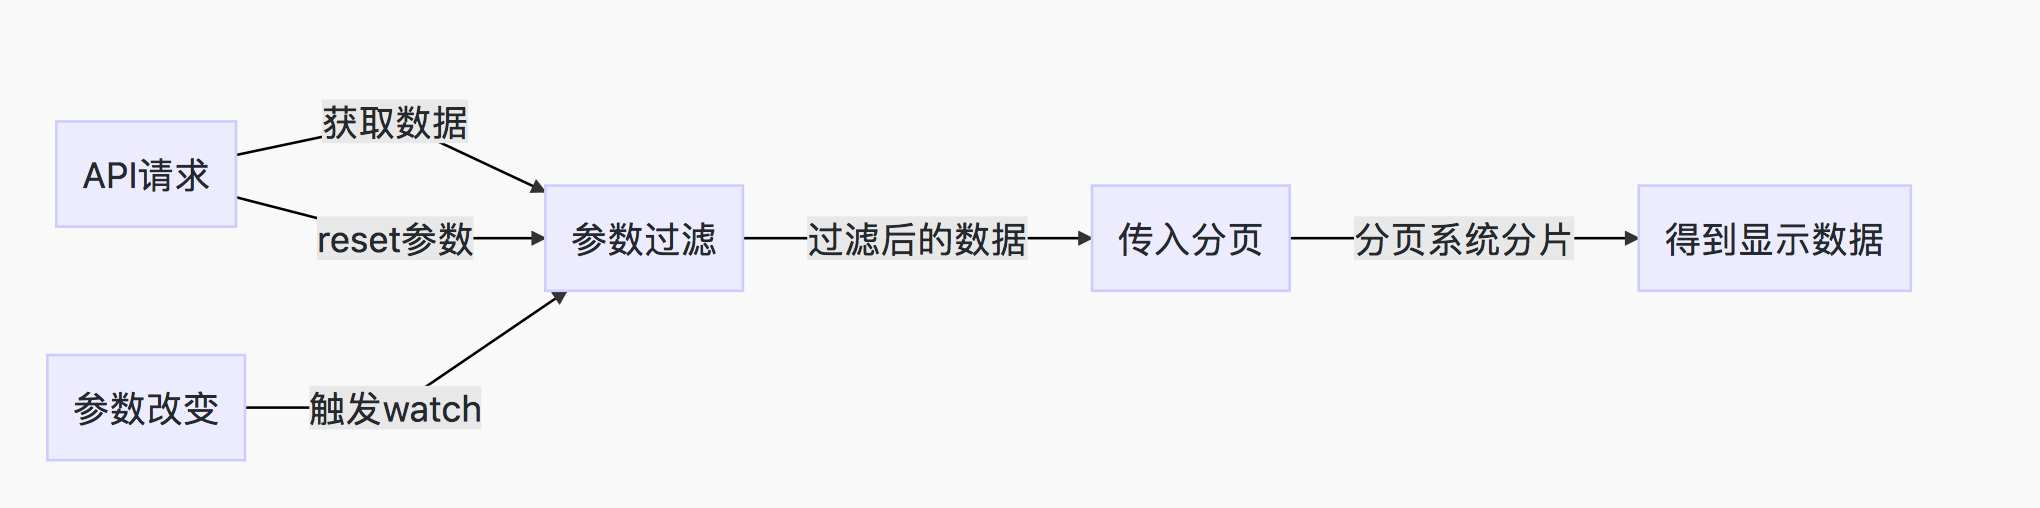 获取数据
API请求
reset参数
参数过滤
过滤后的数据
传入分页
分页系统分片
得到显示数据
参数改变
触发watch